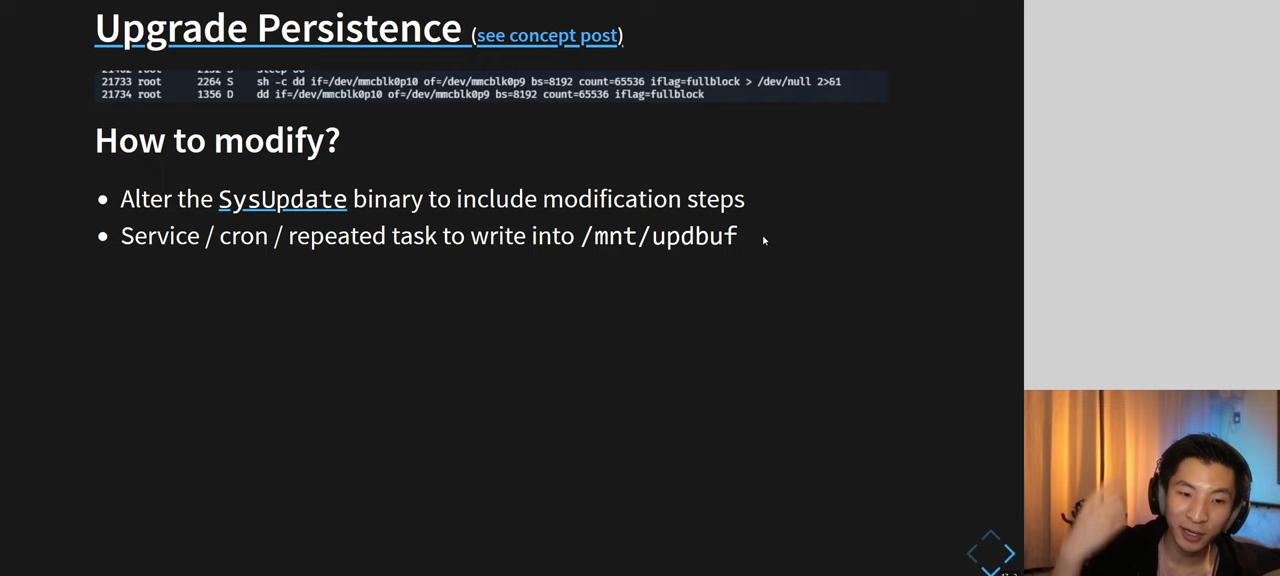 Upgrade Persistence (see concept post)
21733 root 2264 S sh -c dd if=/dev/mmcblk0p10 of=/dev/mmcblk0p9 bs=8192 count=65536 iflag=fullblock > /dev/null 2>&1
21734 root 1356 D dd if=/dev/mmcblk0p10 of=/dev/mmcblk0p9 bs=8192 count=65536 iflag=fullblock
How to modify?
• Alter the SysUpdate binary to include modification steps
• Service / cron / repeated task to write into /mnt/updbuf